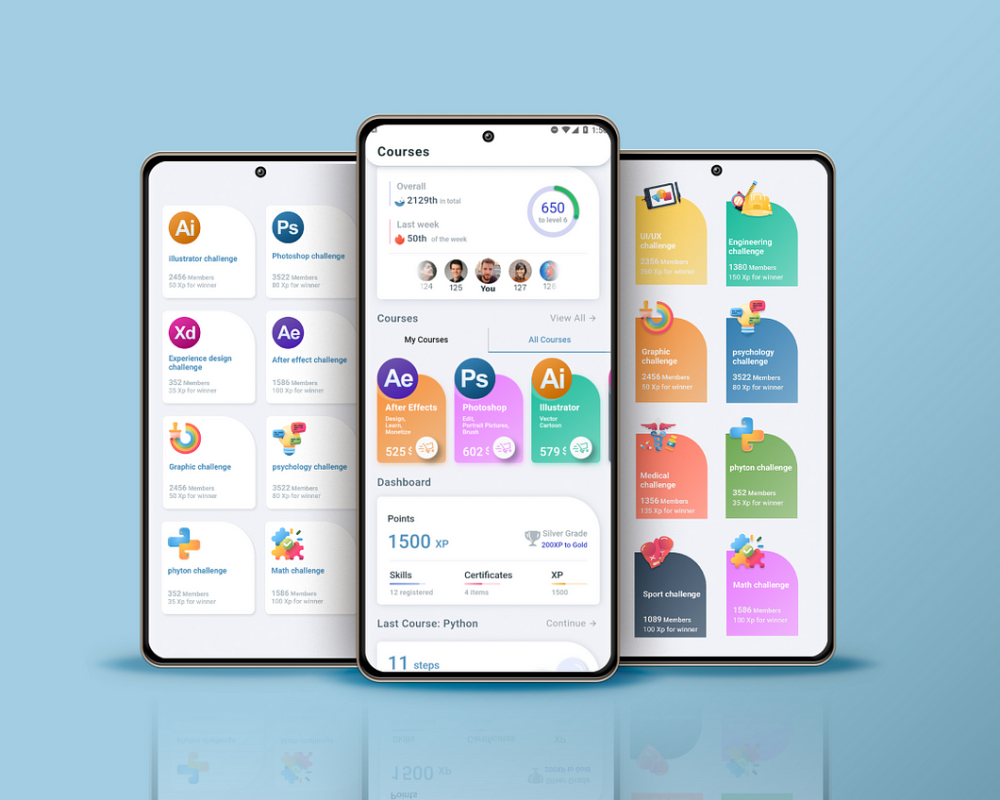 Ai
Illustrator challenge
2456 Members
50 Xp for winner
Ps
Photoshop challenge
3522 Members
80 Xp for winner
Xd
Experience design
challenge
352 Members
35 Xp for winner
Ae
After effect challenge
1586 Members
100 Xp for winner
Graphic challenge
2456 Members
50 Xp for winner
psychology challenge
3522 Members
80 Xp for winner
phyton challenge
352 Members
35 Xp for winner
Math challenge
1586 Members
100 Xp for winner
Courses
Overall
2129th in total
Last week
50th of the week
650
to level 6
124
125
You
127
128
Courses
View All →
My Courses
All Courses
Ae
After Effects
Design,
Learn,
Monetize
525 $
Ps
Photoshop
Edit,
Portrait Pictures,
Brush
602 $
Ai
Illustrator
Vector
Cartoon
579 $
Dashboard
Points
1500 XP
Silver Grade
200XP to Gold
Skills
12 registered
Certificates
4 items
XP
1500
Last Course: Python
Continue →
11 steps
UI/UX
challenge
Engineering
challenge
1380 Members
150 Xp for winner
Graphic
challenge
2456 Members
50 Xp for winner
psychology
challenge
3522 Members
80 Xp for winner
Medical
challenge
1356 Members
135 Xp for winner
phyton challenge
352 Members
35 Xp for winner
Sport challenge
1089 Members
100 Xp for winner
Math challenge
1586 Members
100 Xp for winner